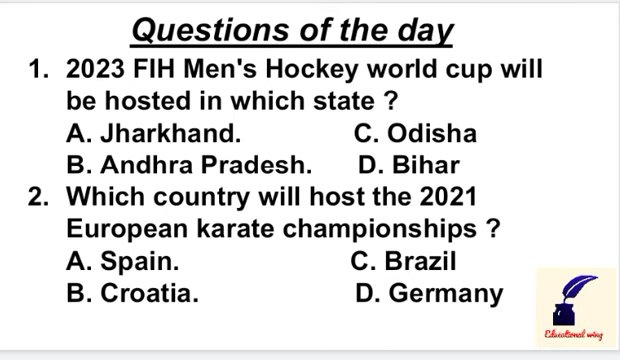 Questions of the day
1. 2023 FIH Men's Hockey world cup will
be hosted in which state ?
A. Jharkhand. C. Odisha
B. Andhra Pradesh. D. Bihar
2. Which country will host the 2021
European karate championships ?
A. Spain. C. Brazil
B. Croatia. D. Germany
Educational wing